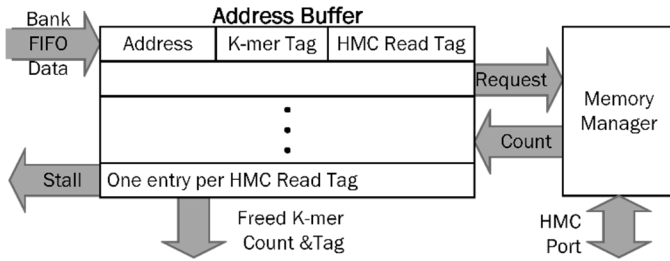 Address Buffer
Bank
FIFO
Data
Address
K-mer Tag
HMC Read Tag
Request
Memory
Manager
Count
Stall
One entry per HMC Read Tag
Freed K-mer
Count &Tag
HMC
Port